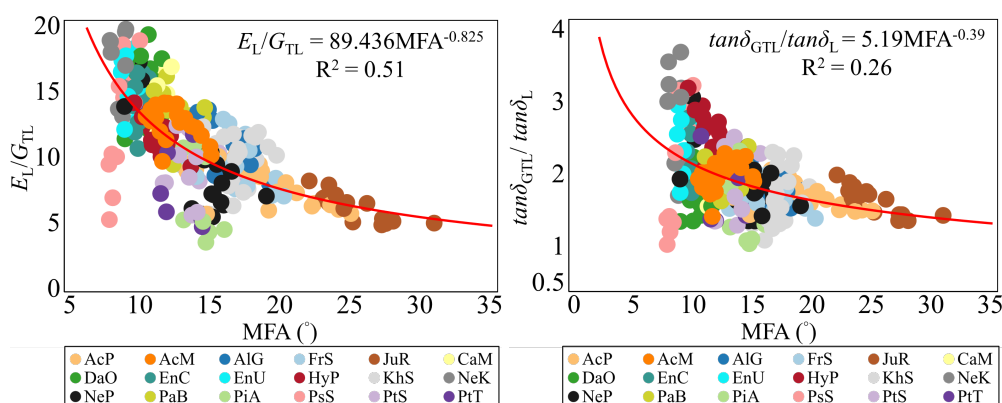 20
15
10
5
0
E_L/G_TL
E_L/G_TL = 89.436MFA^-0.825
R² = 0.51
5 10 15 20 25 30 35
MFA (°)
AcP AcM AlG FrS JuR CaM
DaO EnC EnU HyP KhS NeK
NeP PaB PiA PsS PtS PtT
4
3
2
1
0.5
tanδ_GTL/ tanδ_L
tanδ_GTL/tanδ_L = 5.19MFA^-0.39
R² = 0.26
0 5 10 15 20 25 30 35
MFA (°)
AcP AcM AlG FrS JuR CaM
DaO EnC EnU HyP KhS NeK
NeP PaB PiA PsS PtS PtT